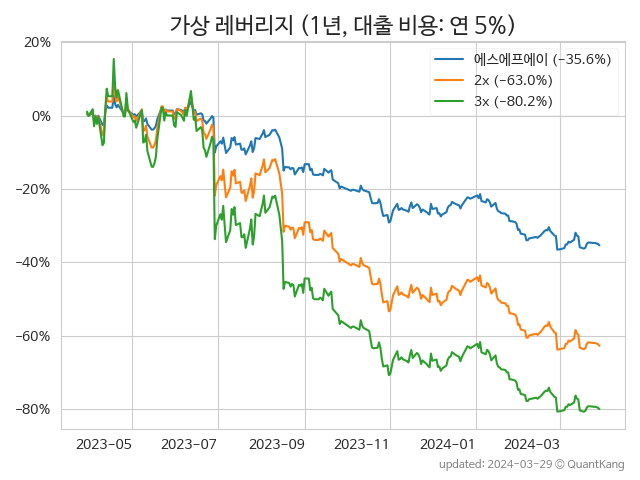 가상 레버리지 (1년, 대출 비용: 연 5%)
에스에프에이 (−35.6%)
2x (−63.0%)
3x (−80.2%)
20%
0%
−20%
−40%
−60%
−80%
2023-05 2023-07 2023-09 2023-11 2024-01 2024-03
updated: 2024-03-29 © QuantKang